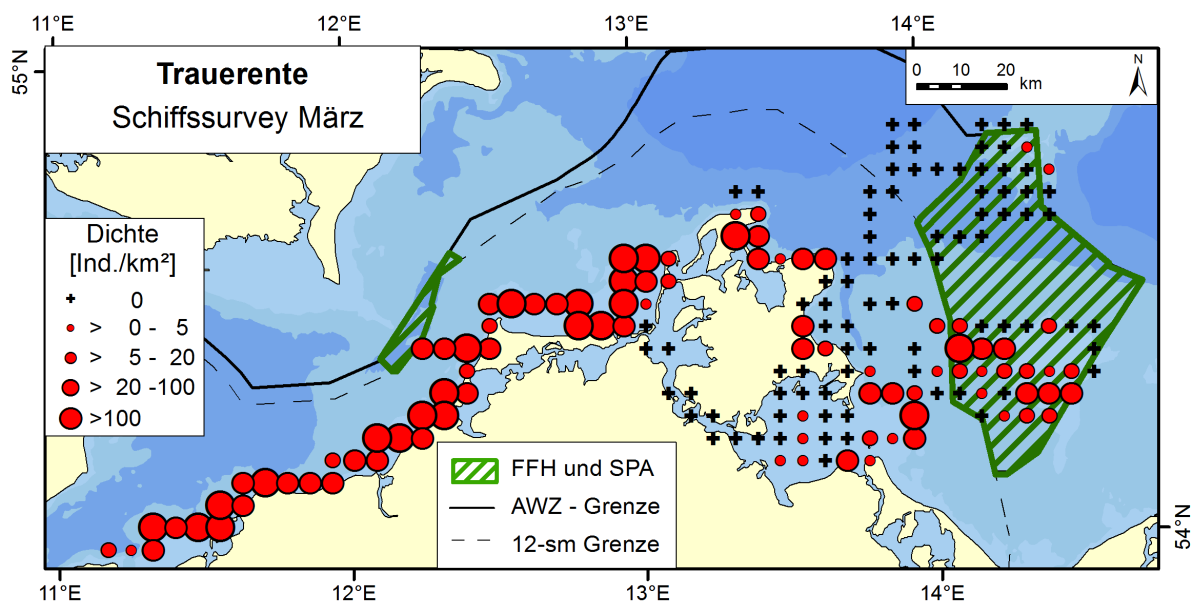 11°E 12°E 13°E 14°E
55°N
Trauerente
Schiffssurvey März
0 10 20
km
N
Dichte
[Ind./km²]
0
> 0 - 5
> 5 - 20
> 20 -100
>100
FFH und SPA
AWZ - Grenze
12-sm Grenze
54°N
11°E 12°E 13°E 14°E